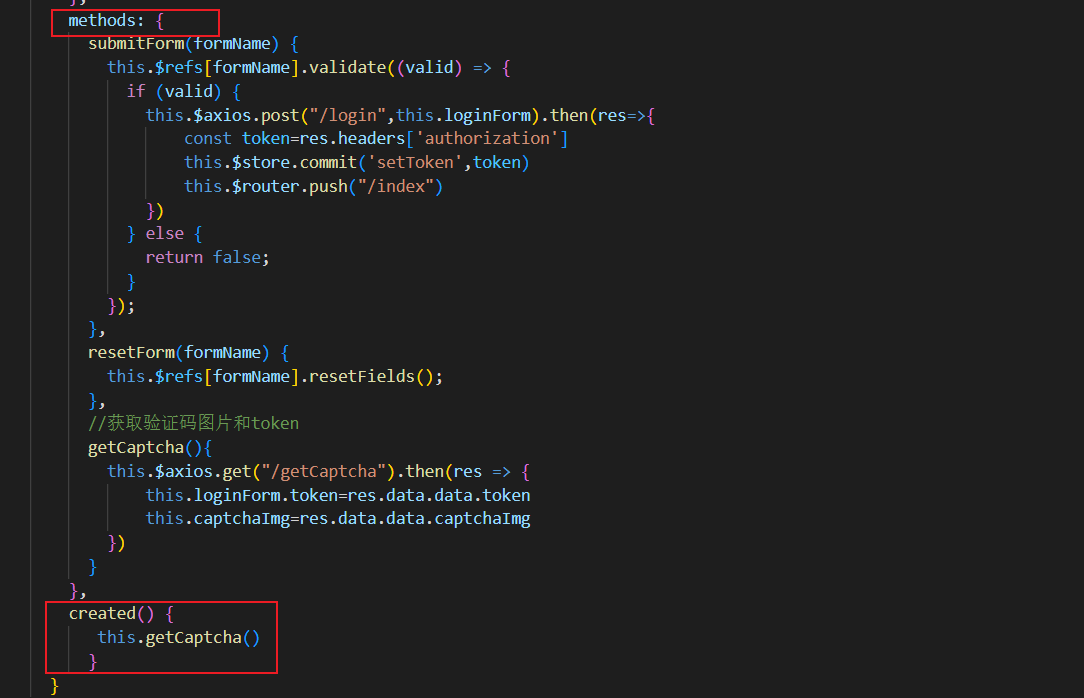 },
methods: {
submitForm(formName) {
this.$refs[formName].validate((valid) => {
if (valid) {
this.$axios.post("/login",this.loginForm).then(res=>{
const token=res.headers['authorization']
this.$store.commit('setToken',token)
this.$router.push("/index")
})
} else {
return false;
}
});
},
resetForm(formName) {
this.$refs[formName].resetFields();
},
//获取验证码图片和token
getCaptcha(){
this.$axios.get("/getCaptcha").then(res => {
this.loginForm.token=res.data.data.token
this.captchaImg=res.data.data.captchaImg
})
}
},
created() {
this.getCaptcha()
}
}